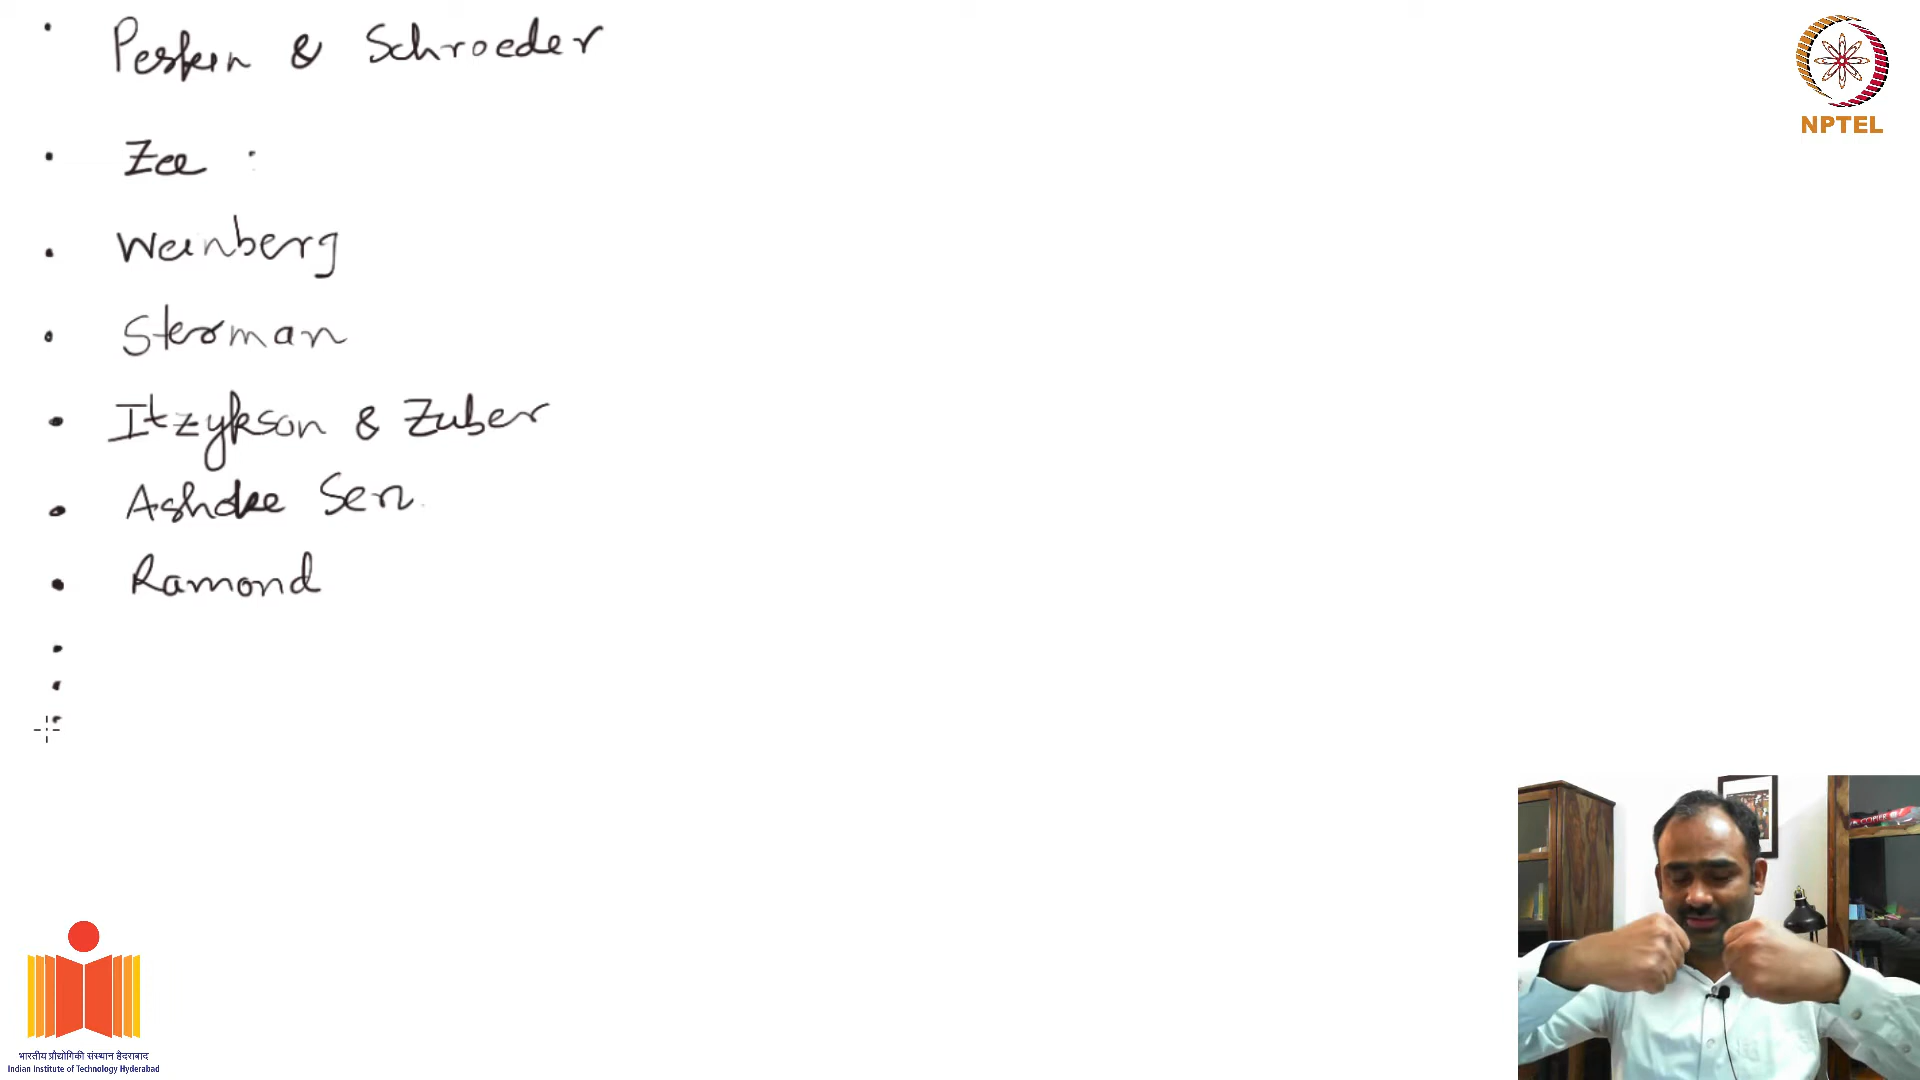 Peskin & Schroeder
NPTEL
Zee :
Weinberg
Sterman
Itzykson & Zuber
Ashoke Sen.
Ramond
भारतीय प्रौद्योगिकी संस्थान हैदराबाद
Indian Institute of Technology Hyderabad